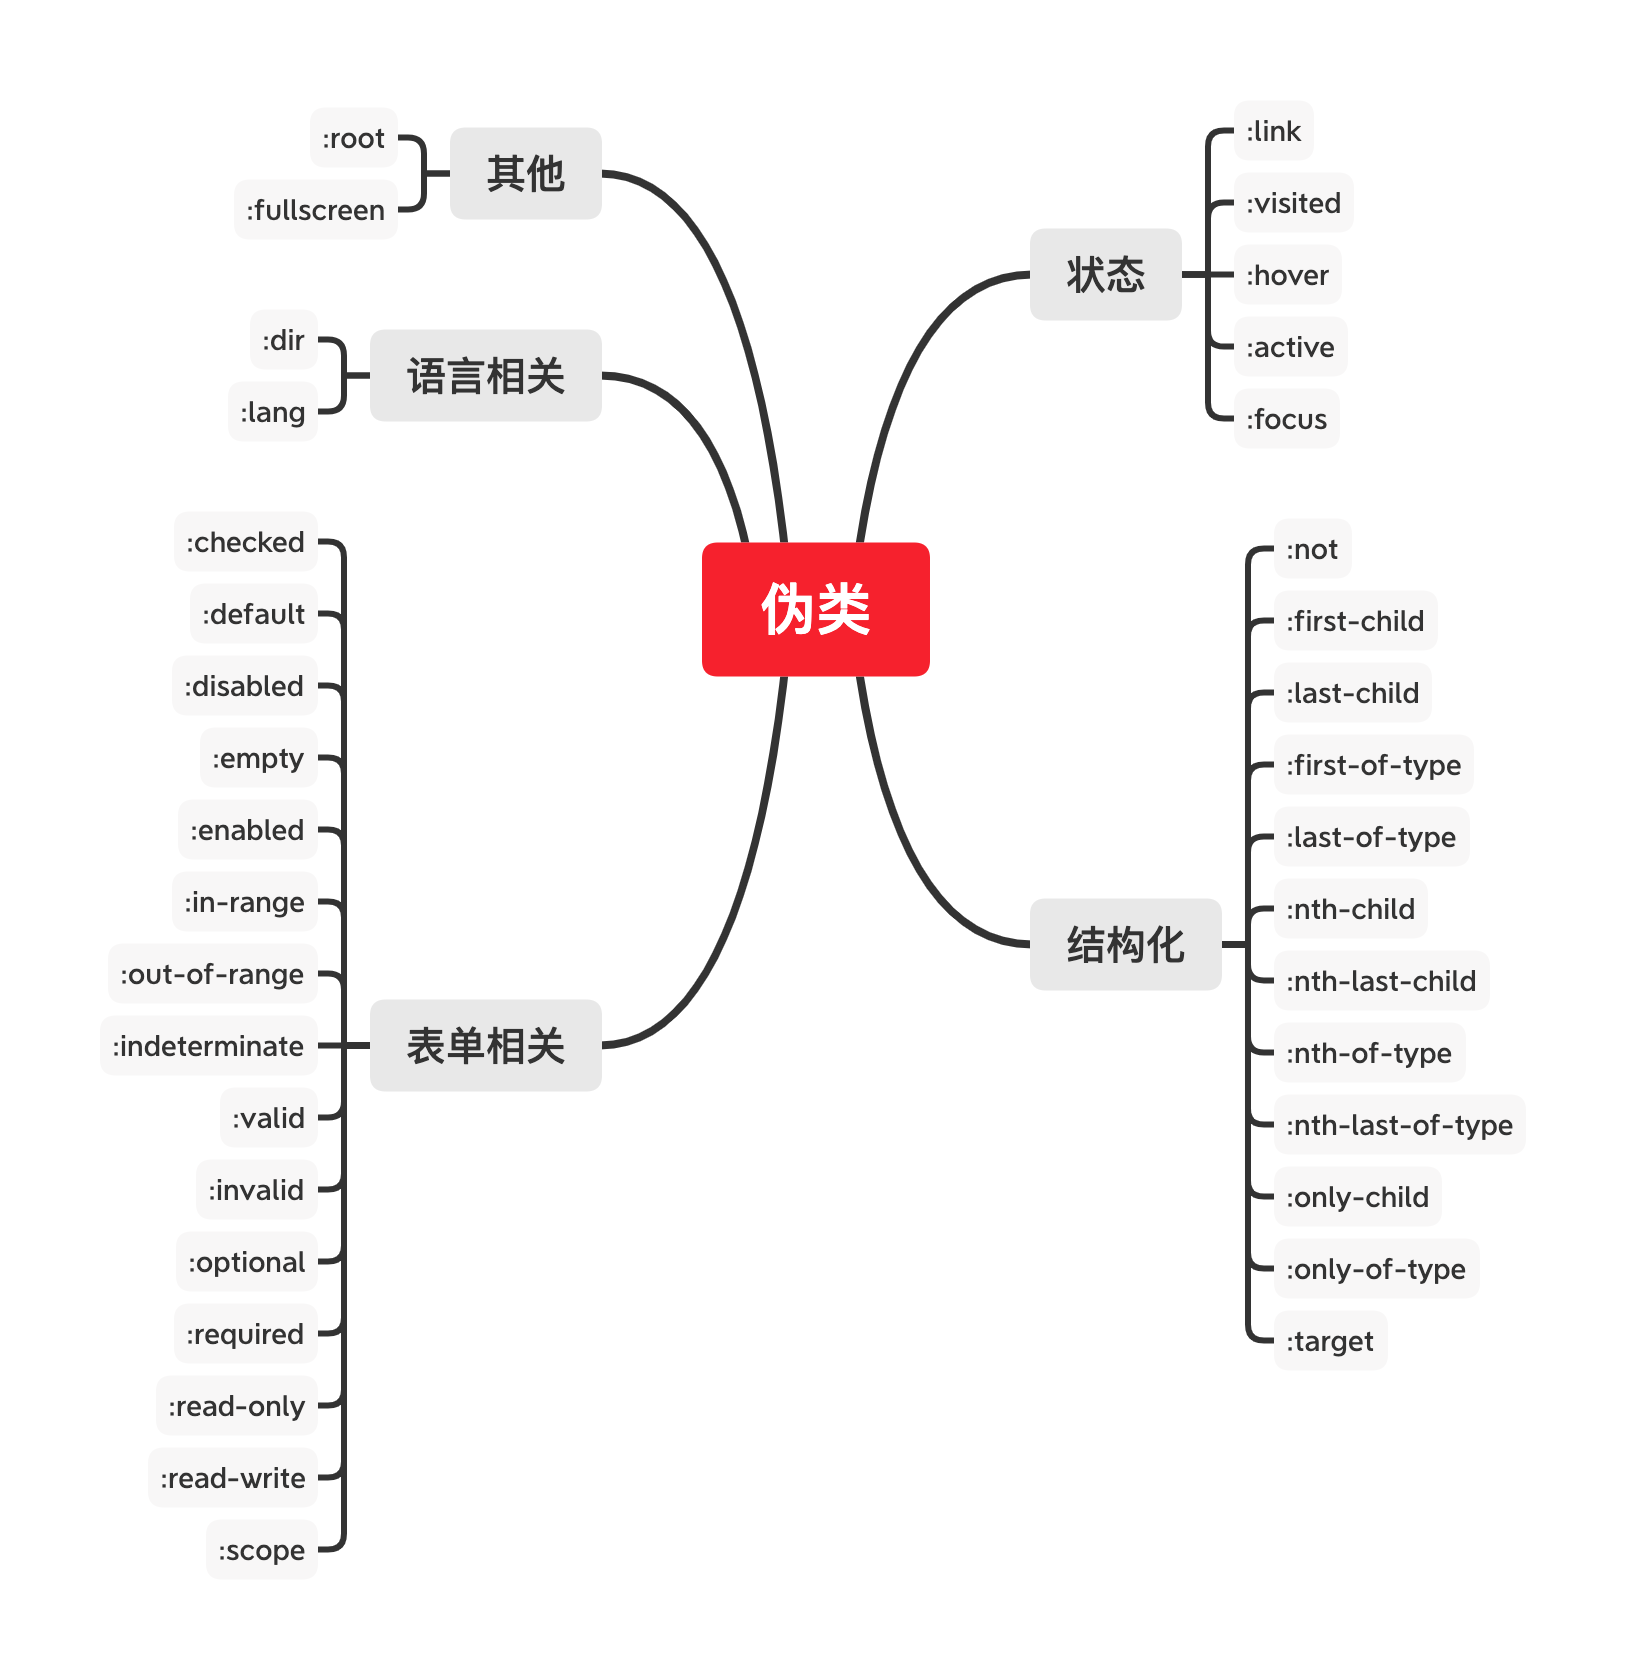 伪类
状态
:link
:visited
:hover
:active
:focus
结构化
:not
:first-child
:last-child
:first-of-type
:last-of-type
:nth-child
:nth-last-child
:nth-of-type
:nth-last-of-type
:only-child
:only-of-type
:target
其他
:root
:fullscreen
语言相关
:dir
:lang
表单相关
:checked
:default
:disabled
:empty
:enabled
:in-range
:out-of-range
:indeterminate
:valid
:invalid
:optional
:required
:read-only
:read-write
:scope